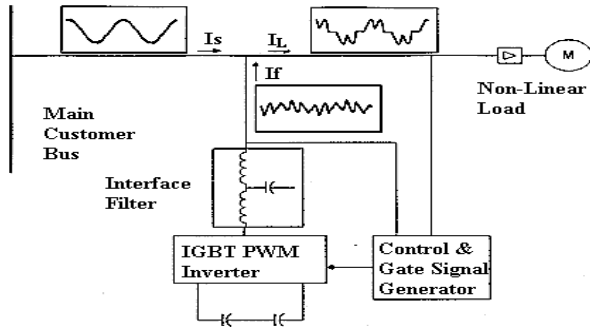 Is
IL
If
M
Non-Linear
Load
Main
Customer
Bus
Interface
Filter
IGBT PWM
Inverter
Control &
Gate Signal
Generator